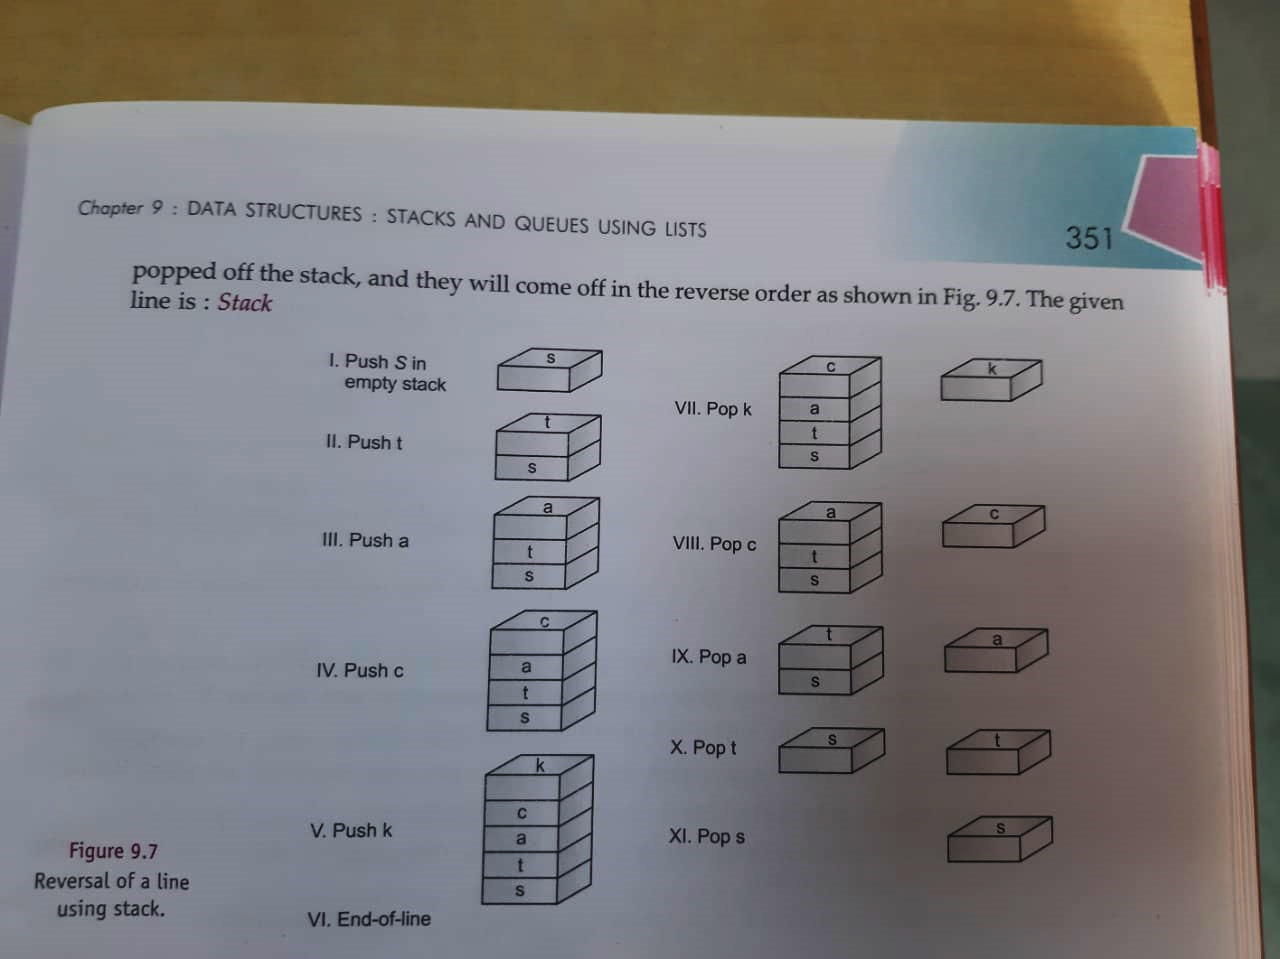 Chapter 9 : DATA STRUCTURES : STACKS AND QUEUES USING LISTS
351
popped off the stack, and they will come off in the reverse order as shown in Fig. 9.7. The given
line is : Stack
I. Push S in
empty stack
s
II. Push t
t
s
III. Push a
a
t
s
IV. Push c
c
a
t
s
V. Push k
k
c
a
t
s
VI. End-of-line
VII. Pop k
c
a
t
s
k
VIII. Pop c
a
t
s
c
IX. Pop a
t
s
a
X. Pop t
s
t
XI. Pop s
s
Figure 9.7
Reversal of a line
using stack.